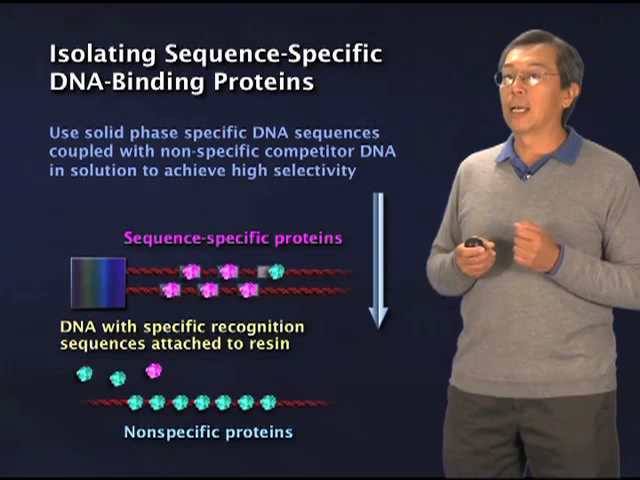 Isolating Sequence-Specific
DNA-Binding Proteins
Use solid phase specific DNA sequences
coupled with non-specific competitor DNA
in solution to achieve high selectivity
Sequence-specific proteins
DNA with specific recognition
sequences attached to resin
Nonspecific proteins